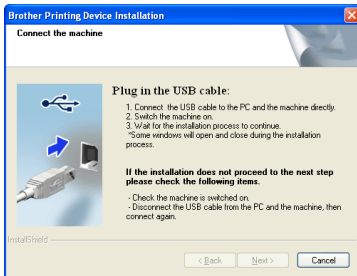 Brother Printing Device Installation
Connect the machine
Plug in the USB cable:
1. Connect the USB cable to the PC and the machine directly.
2. Switch the machine on.
3. Wait for the installation process to continue.
*Some windows will open and close during the installation
process.
If the installation does not proceed to the next step
please check the following items.
- Check the machine is switched on.
- Disconnect the USB cable from the PC and the machine, then
connect again.
InstallShield
< Back
Next >
Cancel